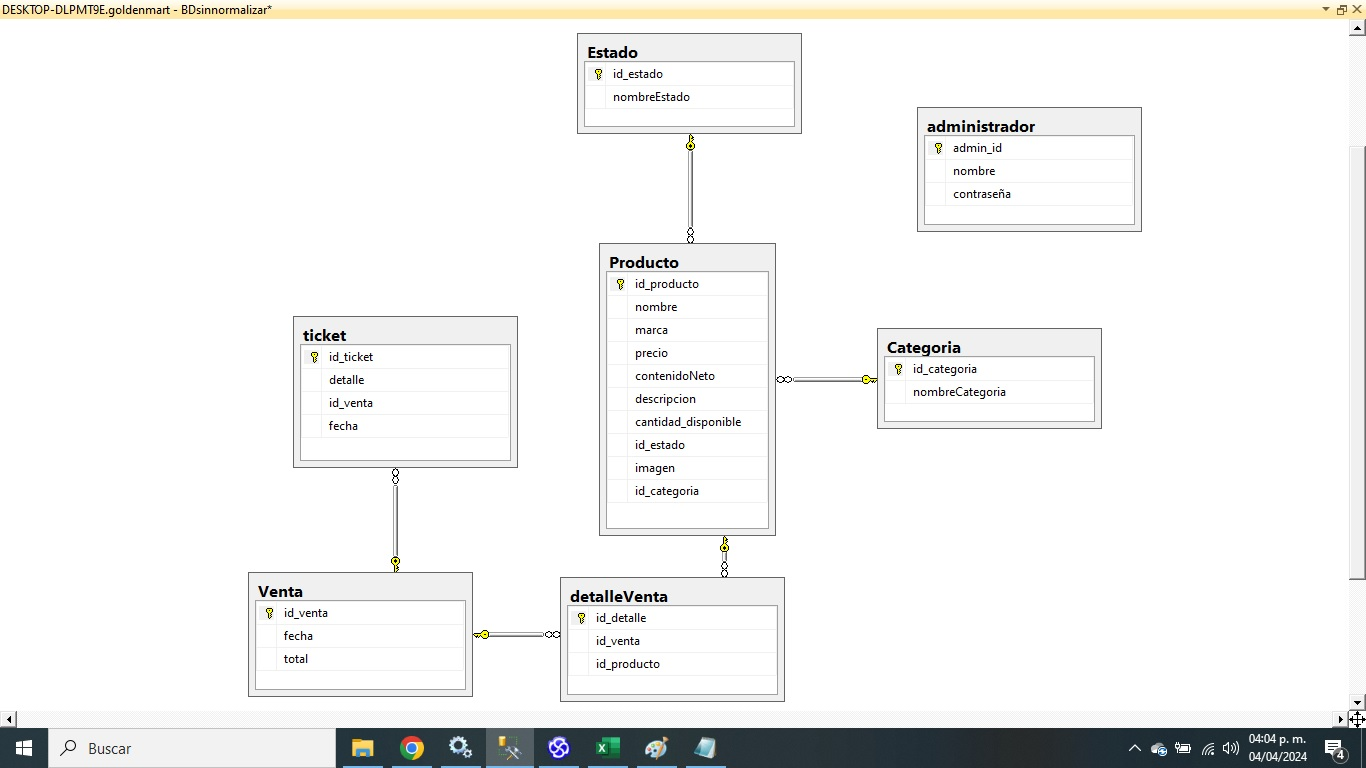 DESKTOP-DLPMT9E.goldenmart - BDsinnormalizar*
Estado
id_estado
nombreEstado
administrador
admin_id
nombre
contraseña
Producto
id_producto
nombre
marca
precio
contenidoNeto
descripcion
cantidad_disponible
id_estado
imagen
id_categoria
ticket
id_ticket
detalle
id_venta
fecha
Categoria
id_categoria
nombreCategoria
Venta
id_venta
fecha
total
detalleVenta
id_detalle
id_venta
id_producto
Buscar
04:04 p. m.
04/04/2024
4